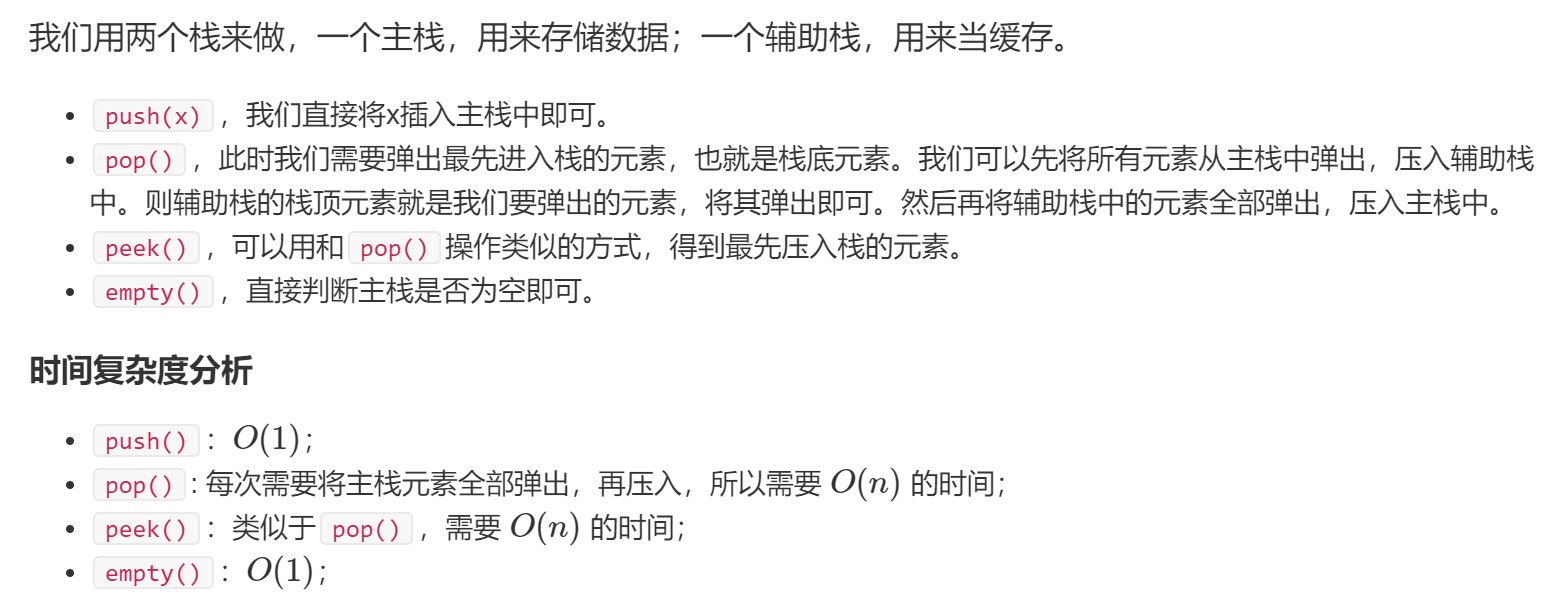 我们用两个栈来做，一个主栈，用来存储数据；一个辅助栈，用来当缓存。
push(x)，我们直接将x插入主栈中即可。
pop()，此时我们需要弹出最先进入栈的元素，也就是栈底元素。我们可以先将所有元素从主栈中弹出，压入辅助栈
中。则辅助栈的栈顶元素就是我们要弹出的元素，将其弹出即可。然后再将辅助栈中的元素全部弹出，压入主栈中。
peek()，可以用和pop()操作类似的方式，得到最先压入栈的元素。
empty()，直接判断主栈是否为空即可。
时间复杂度分析
push()：O(1)；
pop(): 每次需要将主栈元素全部弹出，再压入，所以需要 O(n) 的时间；
peek()：类似于pop()，需要 O(n) 的时间；
empty()：O(1)；